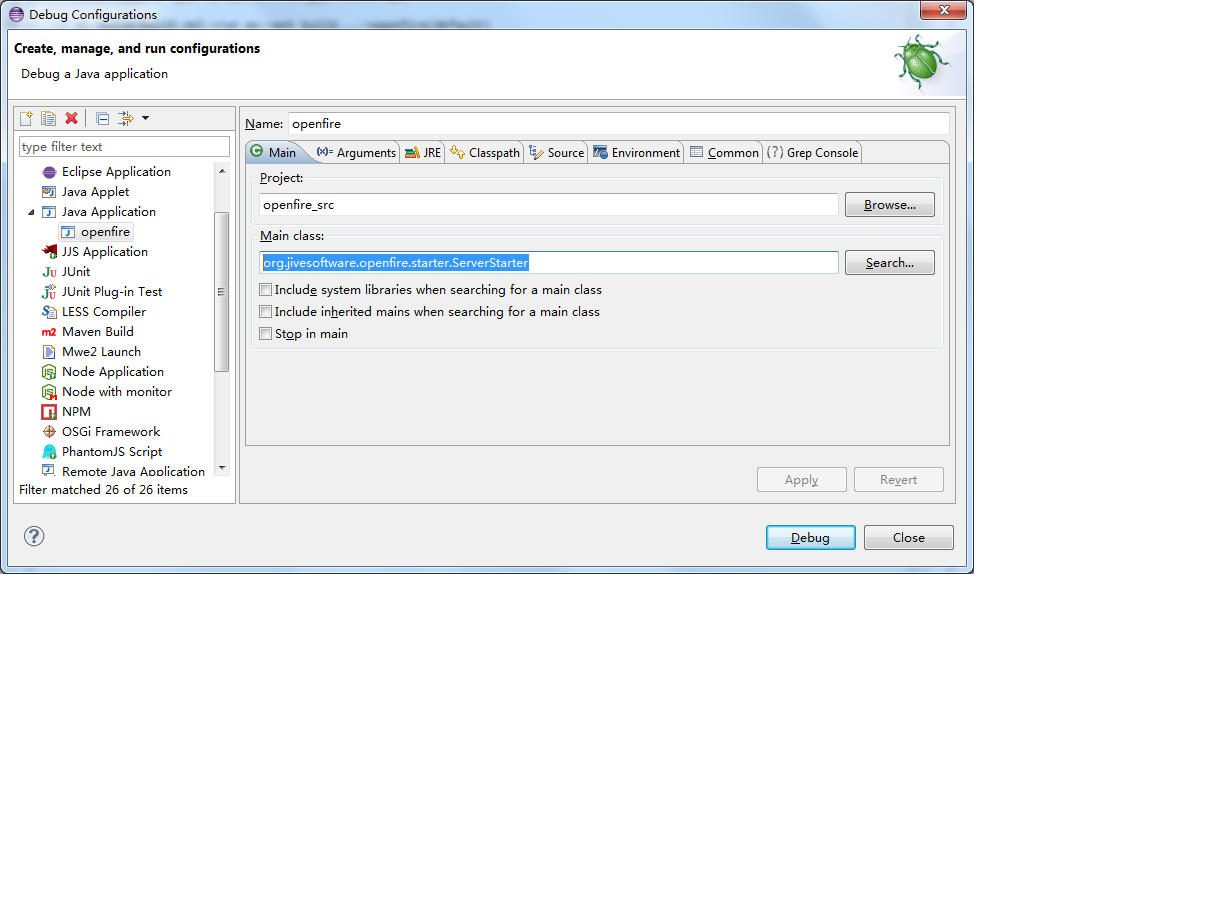 Debug Configurations
Create, manage, and run configurations
Debug a Java application
type filter text
Eclipse Application
Java Applet
Java Application
openfire
JJS Application
JUnit
JUnit Plug-in Test
LESS Compiler
Maven Build
Mwe2 Launch
Node Application
Node with monitor
NPM
OSGi Framework
PhantomJS Script
Remote Java Application
Filter matched 26 of 26 items
Name: openfire
Main (x)= Arguments JRE Classpath Source Environment Common (?) Grep Console
Project:
openfire_src Browse...
Main class:
org.jivesoftware.openfire.starter.ServerStarter Search...
Include system libraries when searching for a main class
Include inherited mains when searching for a main class
Stop in main
Apply Revert
Debug Close